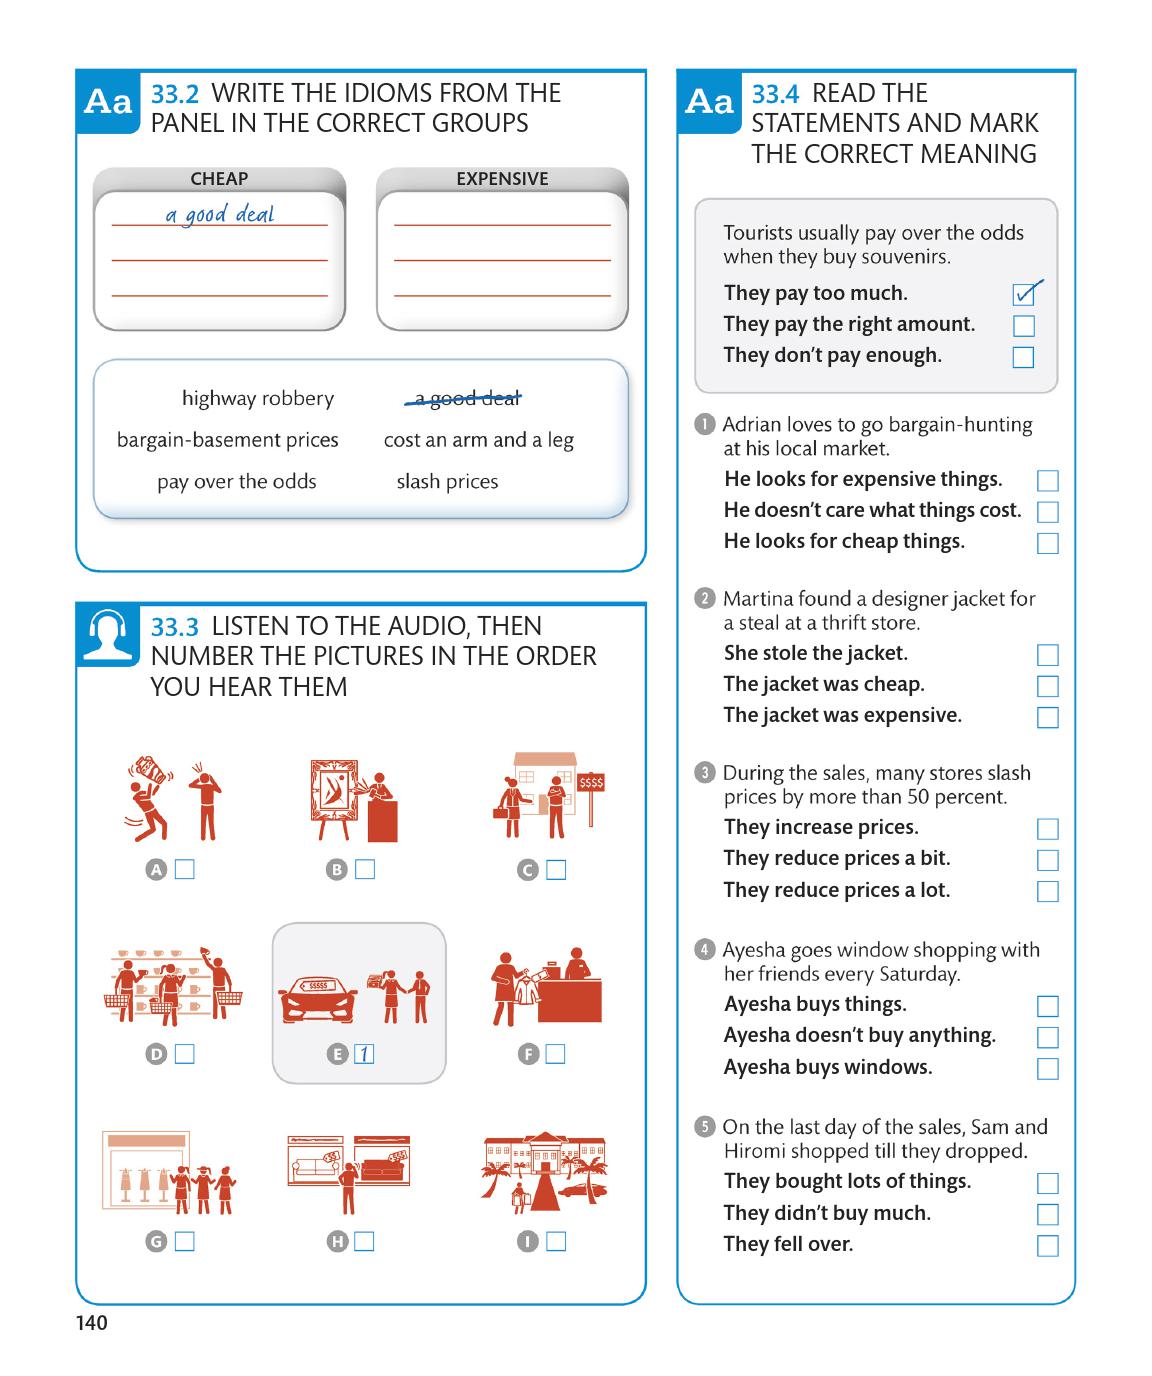 Aa
33.2 WRITE THE IDIOMS FROM THE
PANEL IN THE CORRECT GROUPS
CHEAP
a good deal
EXPENSIVE
highway robbery
a good deal
bargain-basement prices
cost an arm and a leg
pay over the odds
slash prices
33.3 LISTEN TO THE AUDIO, THEN
NUMBER THE PICTURES IN THE ORDER
YOU HEAR THEM
$$$$
A
B
C
$$$$$
D
E 1
F
$$
$$$
G
H
I
Aa
33.4 READ THE
STATEMENTS AND MARK
THE CORRECT MEANING
Tourists usually pay over the odds
when they buy souvenirs.
They pay too much.
They pay the right amount.
They don't pay enough.
1 Adrian loves to go bargain-hunting
at his local market.
He looks for expensive things.
He doesn't care what things cost.
He looks for cheap things.
2 Martina found a designer jacket for
a steal at a thrift store.
She stole the jacket.
The jacket was cheap.
The jacket was expensive.
3 During the sales, many stores slash
prices by more than 50 percent.
They increase prices.
They reduce prices a bit.
They reduce prices a lot.
4 Ayesha goes window shopping with
her friends every Saturday.
Ayesha buys things.
Ayesha doesn't buy anything.
Ayesha buys windows.
5 On the last day of the sales, Sam and
Hiromi shopped till they dropped.
They bought lots of things.
They didn't buy much.
They fell over.
140